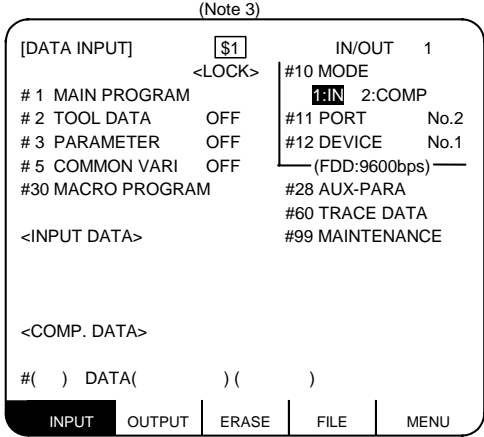 (Note 3)
[DATA INPUT] $1 IN/OUT 1
<LOCK> #10 MODE
# 1 MAIN PROGRAM 1:IN 2:COMP
# 2 TOOL DATA OFF #11 PORT No.2
# 3 PARAMETER OFF #12 DEVICE No.1
# 5 COMMON VARI OFF (FDD:9600bps)
#30 MACRO PROGRAM #28 AUX-PARA
#60 TRACE DATA
<INPUT DATA> #99 MAINTENANCE
<COMP. DATA>
#( ) DATA( ) ( )
INPUT OUTPUT ERASE FILE MENU